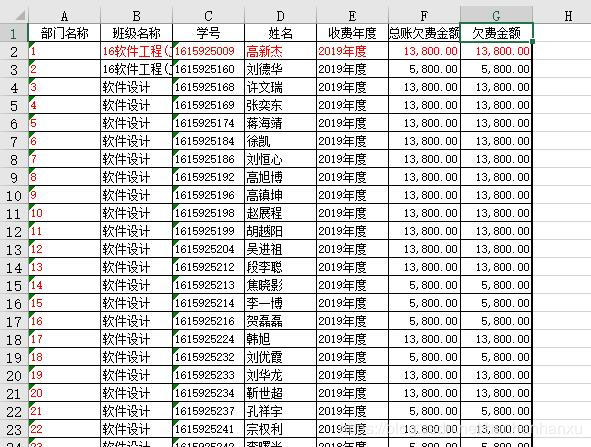 A B C D E F G H
1 部门名称 班级名称 学号 姓名 收费年度 总账欠费金额 欠费金额
2 1 16软件工程( 1615925009 高新杰 2019年度 13,800.00 13,800.00
3 2 16软件工程( 1615925160 刘德华 2019年度 5,800.00 5,800.00
4 3 软件设计 1615925168 许文瑞 2019年度 13,800.00 13,800.00
5 4 软件设计 1615925169 张奕东 2019年度 13,800.00 13,800.00
6 5 软件设计 1615925174 蒋海清 2019年度 13,800.00 13,800.00
7 6 软件设计 1615925184 徐凯 2019年度 13,800.00 13,800.00
8 7 软件设计 1615925186 刘恒心 2019年度 13,800.00 13,800.00
9 8 软件设计 1615925192 高旭博 2019年度 13,800.00 13,800.00
10 9 软件设计 1615925196 高镇坤 2019年度 13,800.00 13,800.00
11 10 软件设计 1615925198 赵展程 2019年度 13,800.00 13,800.00
12 11 软件设计 1615925199 胡越阳 2019年度 13,800.00 13,800.00
13 12 软件设计 1615925204 吴进祖 2019年度 13,800.00 13,800.00
14 13 软件设计 1615925212 段李聪 2019年度 13,800.00 13,800.00
15 14 软件设计 1615925213 焦晓影 2019年度 5,800.00 5,800.00
16 15 软件设计 1615925214 李一博 2019年度 5,800.00 5,800.00
17 16 软件设计 1615925216 贺磊磊 2019年度 5,800.00 5,800.00
18 17 软件设计 1615925224 韩旭 2019年度 13,800.00 13,800.00
19 18 软件设计 1615925232 刘优霞 2019年度 5,800.00 5,800.00
20 19 软件设计 1615925233 刘华龙 2019年度 13,800.00 13,800.00
21 20 软件设计 1615925234 靳世超 2019年度 13,800.00 13,800.00
22 21 软件设计 1615925237 孔祥宇 2019年度 5,800.00 5,800.00
23 22 软件设计 1615925241 宗权利 2019年度 13,800.00 13,800.00